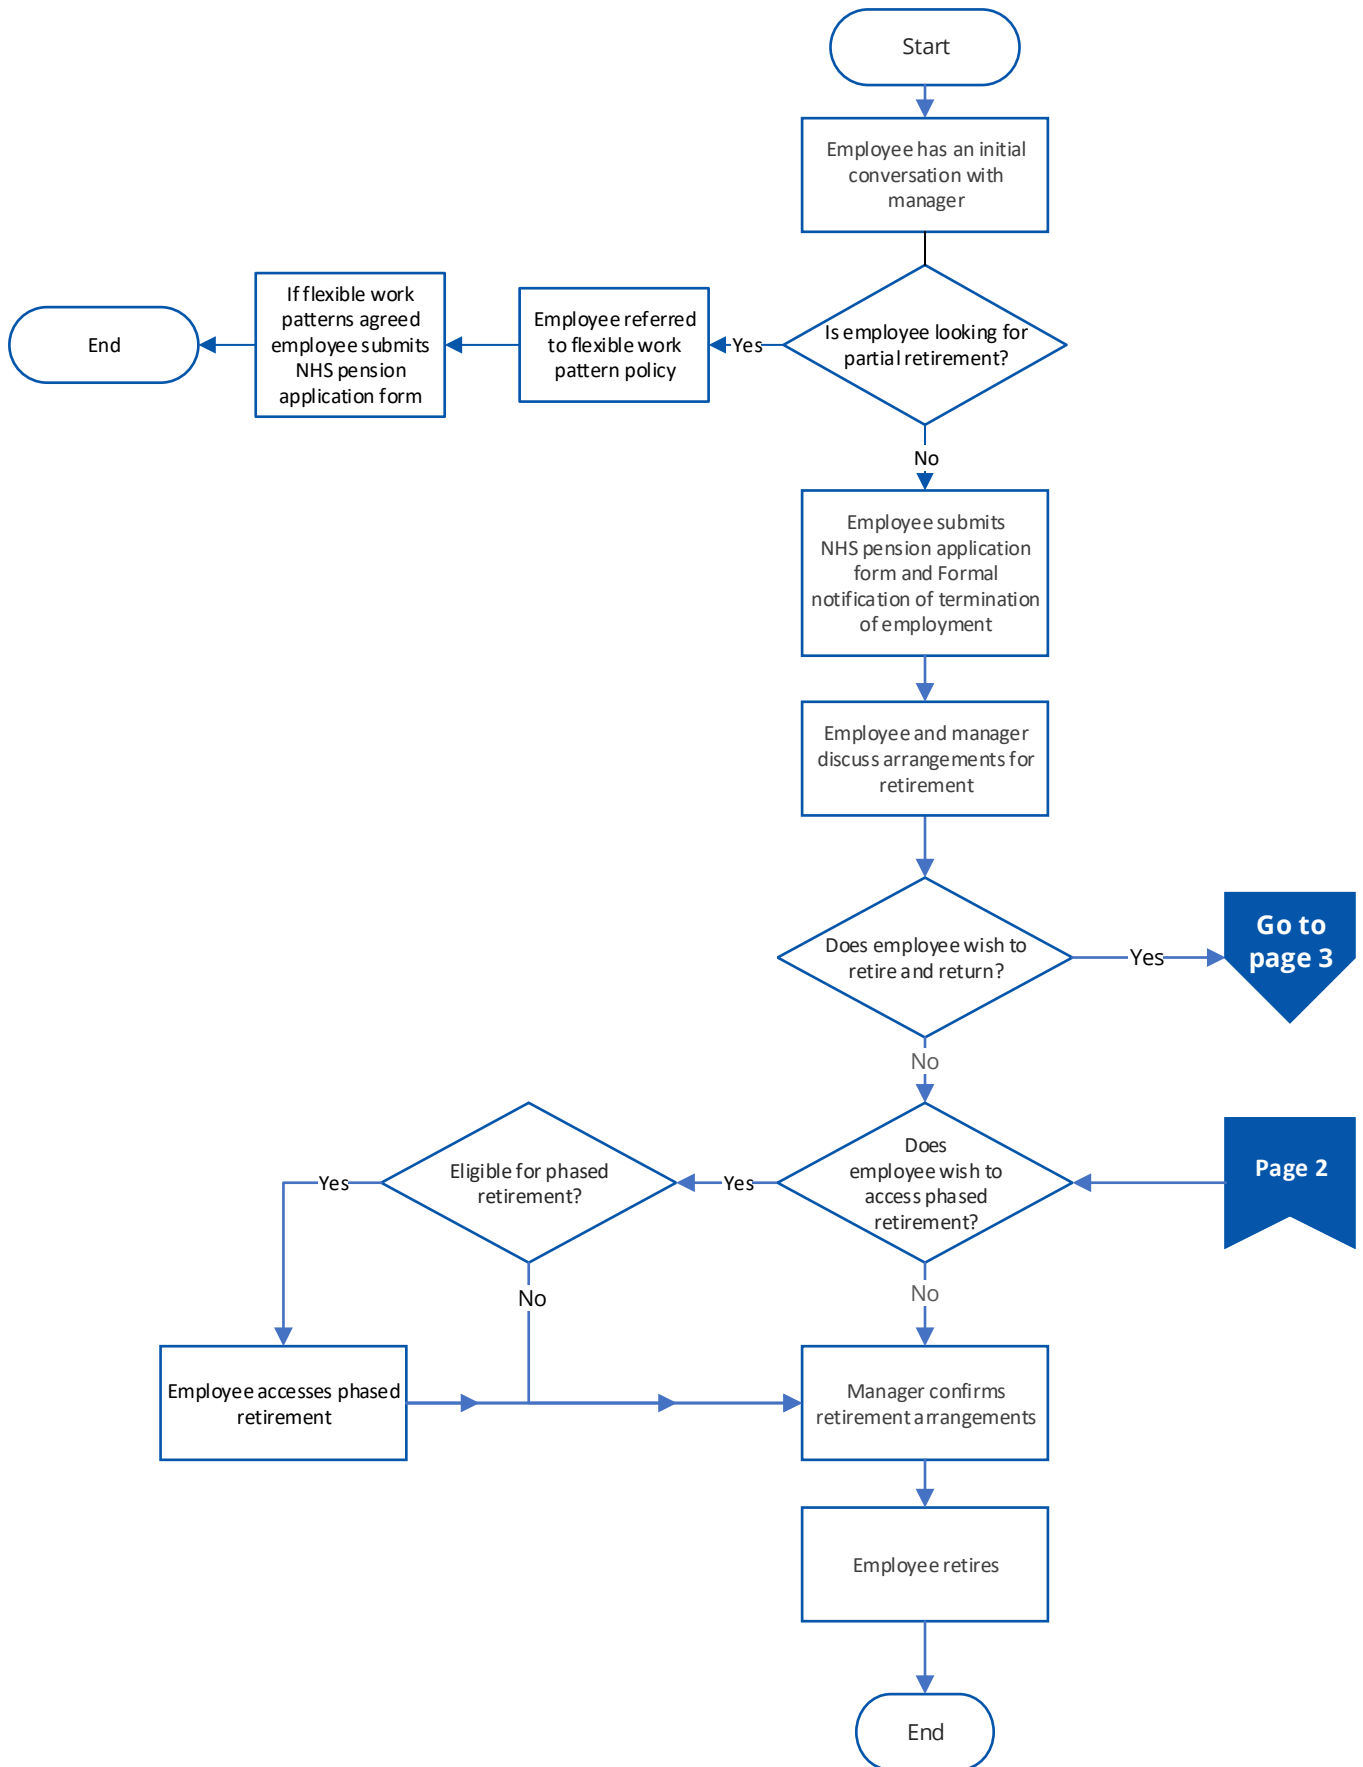 Start
Employee has an initial
conversation with
manager
Is employee looking for
partial retirement?
Yes
Employee referred
to flexible work
pattern policy
If flexible work
patterns agreed
employee submits
NHS pension
application form
End
No
Employee submits
NHS pension application
form and Formal
notification of termination
of employment
Employee and manager
discuss arrangements for
retirement
Does employee wish to
retire and return?
Yes
Go to
page 3
No
Does
employee wish to
access phased
retirement?
Page 2
Yes
Eligible for phased
retirement?
Yes
No
No
Employee accesses phased
retirement
Manager confirms
retirement arrangements
Employee retires
End